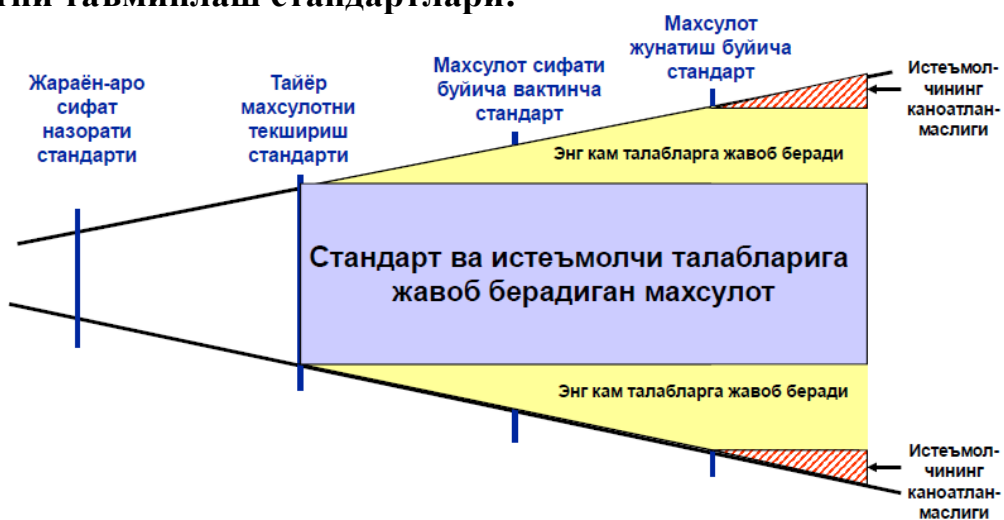 таъминлаш стандартлари.
Жараён-аро
сифат
назорати
стандарти
Тайёр
махсулотни
текшириш
стандарти
Махсулот сифати
буйича вактинча
стандарт
Махсулот
жунатиш буйича
стандарт
Истеъмол-
чининг
каноатлан-
маслиги
Энг кам талабларга жавоб беради
Стандарт ва истеъмолчи талабларига
жавоб берадиган махсулот
Энг кам талабларга жавоб беради
Истеъмол-
чининг
каноатлан-
маслиги